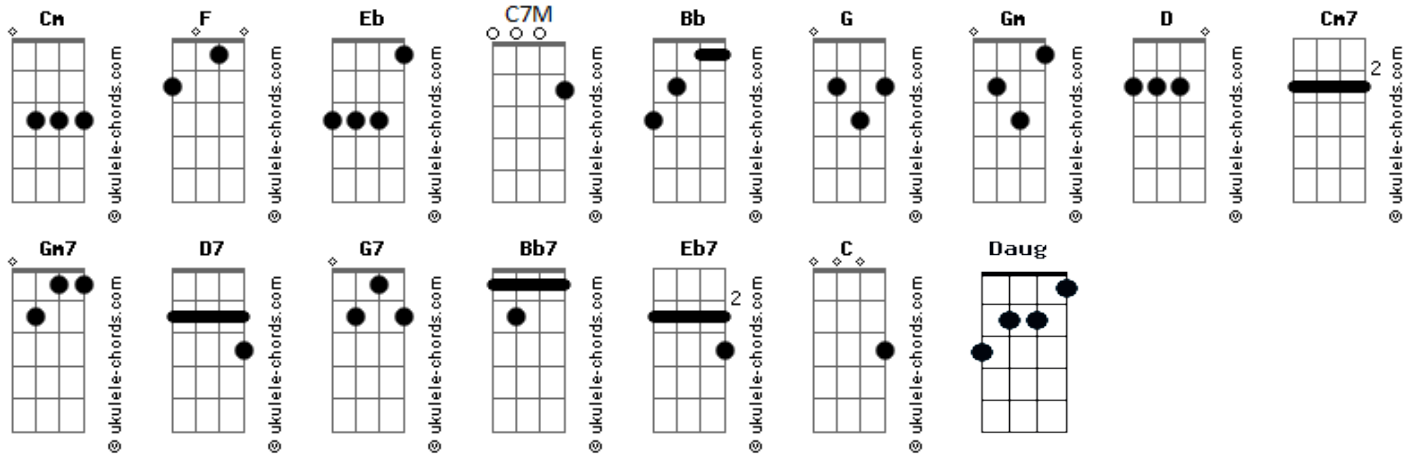 Cm F Eb C7M Bb G Gm D Cm7
2
© ukulele-chords.com © ukulele-chords.com © ukulele-chords.com © ukulele-chords.com © ukulele-chords.com © ukulele-chords.com © ukulele-chords.com © ukulele-chords.com © ukulele-chords.com
Gm7 D7 G7 Bb7 Eb7 C Daug
2
© ukulele-chords.com © ukulele-chords.com © ukulele-chords.com © ukulele-chords.com © ukulele-chords.com © ukulele-chords.com